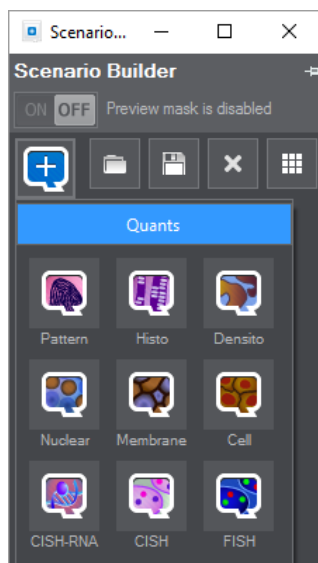 Scenario...
Scenario Builder
ON OFF Preview mask is disabled
Quants
Pattern Histo Densito
Nuclear Membrane Cell
CISH-RNA CISH FISH